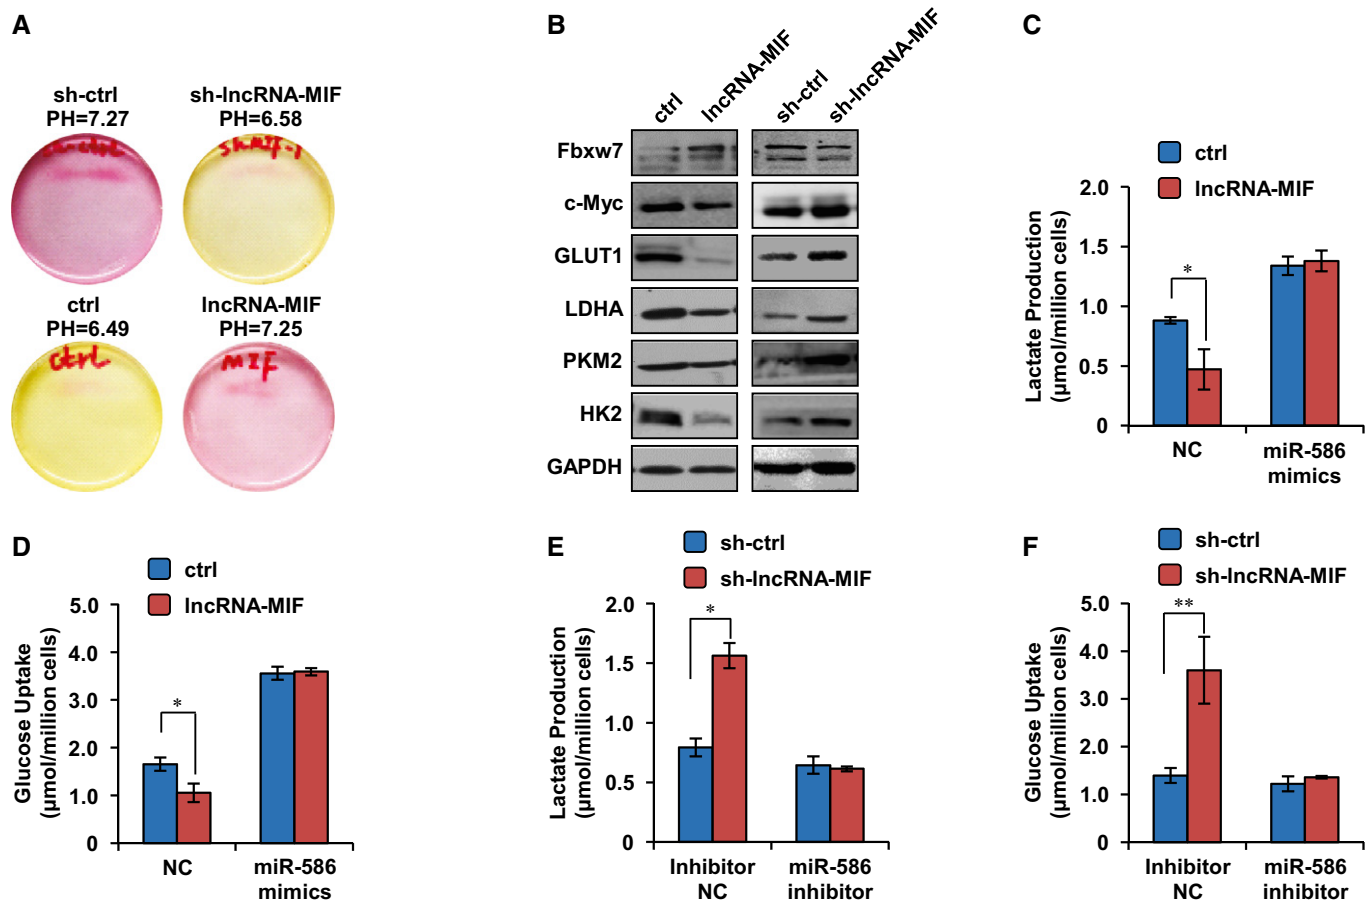 A
sh-ctrl
PH=7.27
sh-lncRNA-MIF
PH=6.58
sh-ctrl
shMIF-1
ctrl
PH=6.49
lncRNA-MIF
PH=7.25
ctrl
MIF
B
ctrl
lncRNA-MIF
sh-ctrl
sh-lncRNA-MIF
Fbxw7
c-Myc
GLUT1
LDHA
PKM2
HK2
GAPDH
C
ctrl
lncRNA-MIF
Lactate Production
(μmol/million cells)
2.0
1.5
1.0
0.5
0
*
NC
miR-586
mimics
D
ctrl
lncRNA-MIF
Glucose Uptake
(μmol/million cells)
5.0
4.0
3.0
2.0
1.0
0
*
NC
miR-586
mimics
E
sh-ctrl
sh-lncRNA-MIF
Lactate Production
(μmol/million cells)
2.0
1.5
1.0
0.5
0
*
Inhibitor
NC
miR-586
inhibitor
F
sh-ctrl
sh-lncRNA-MIF
Glucose Uptake
(μmol/million cells)
5.0
4.0
3.0
2.0
1.0
0
**
Inhibitor
NC
miR-586
inhibitor